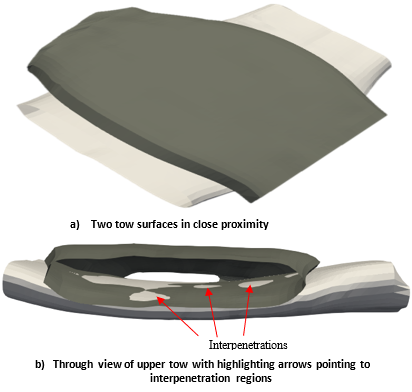 a) Two tow surfaces in close proximity
Interpenetrations
b) Through view of upper tow with highlighting arrows pointing to
interpenetration regions